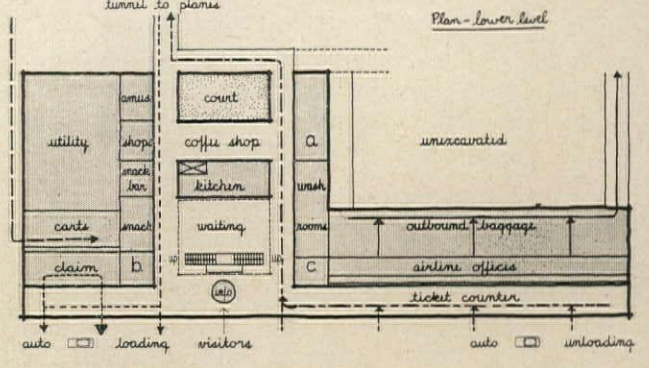 tunnel to planes
Plan - lower level
amus
court
utility
shops
coffee shop
a
unexcavated
snack
bar
kitchen
wash
carts
snack
waiting
rooms
outbound baggage
up
up
claim
b
c
airline offices
info
ticket counter
auto
loading
visitors
auto
unloading